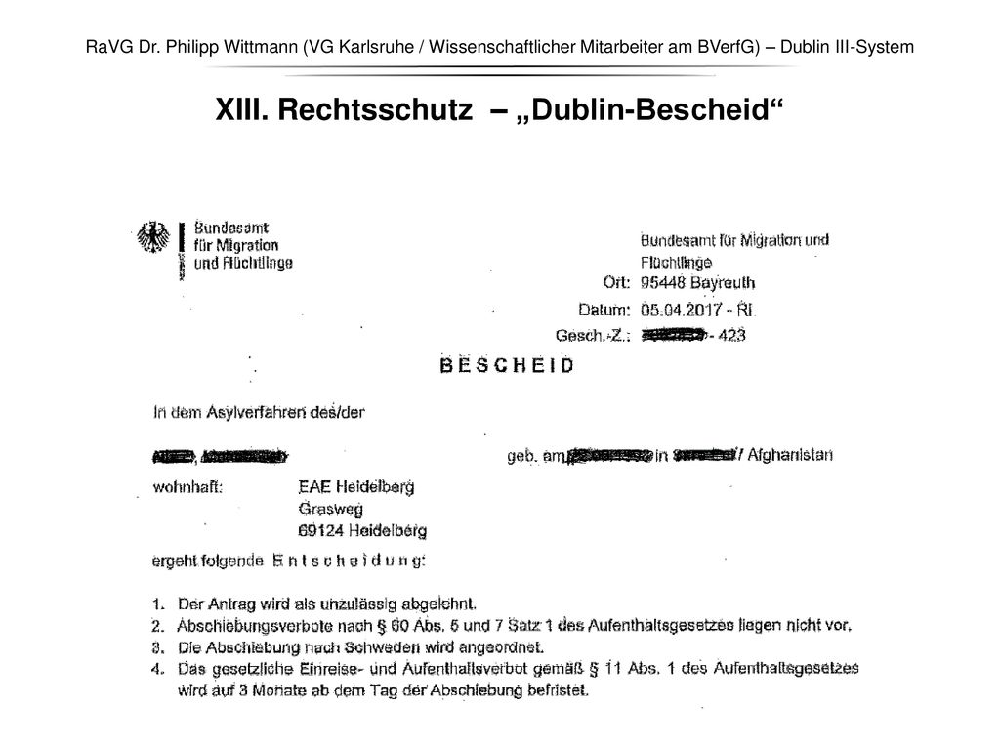 RaVG Dr. Philipp Wittmann (VG Karlsruhe / Wissenschaftlicher Mitarbeiter am BVerfG) – Dublin III-System
XIII. Rechtsschutz – „Dublin-Bescheid“
Bundesamt
für Migration
und Flüchtlinge
Bundesamt für Migration und
Flüchtlinge
Ort: 95448 Bayreuth
Datum: 05.04.2017 - RI
Gesch.-Z.: - 423
BESCHEID
In dem Asylverfahren des/der
geb. am in / Afghanistan
wohnhaft: EAE Heidelberg
Grasweg
69124 Heidelberg
ergeht folgende Entscheidung:
1. Der Antrag wird als unzulässig abgelehnt.
2. Abschiebungsverbote nach § 60 Abs. 5 und 7 Satz 1 des Aufenthaltsgesetzes liegen nicht vor.
3. Die Abschiebung nach Schweden wird angeordnet.
4. Das gesetzliche Einreise- und Aufenthaltsverbot gemäß § 11 Abs. 1 des Aufenthaltsgesetzes
wird auf 3 Monate ab dem Tag der Abschiebung befristet.